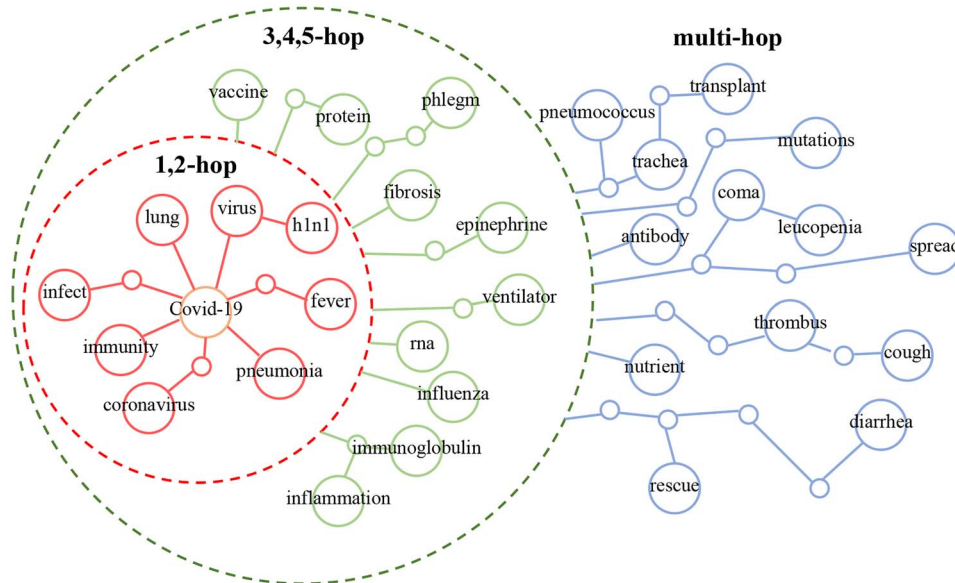 3,4,5-hop
multi-hop
vaccine
protein
phlegm
pneumococcus
transplant
mutations
trachea
1,2-hop
lung
virus
h1n1
fibrosis
epinephrine
coma
leucopenia
antibody
spread
infect
Covid-19
fever
ventilator
immunity
pneumonia
rna
thrombus
cough
coronavirus
influenza
nutrient
diarrhea
immunoglobulin
inflammation
rescue